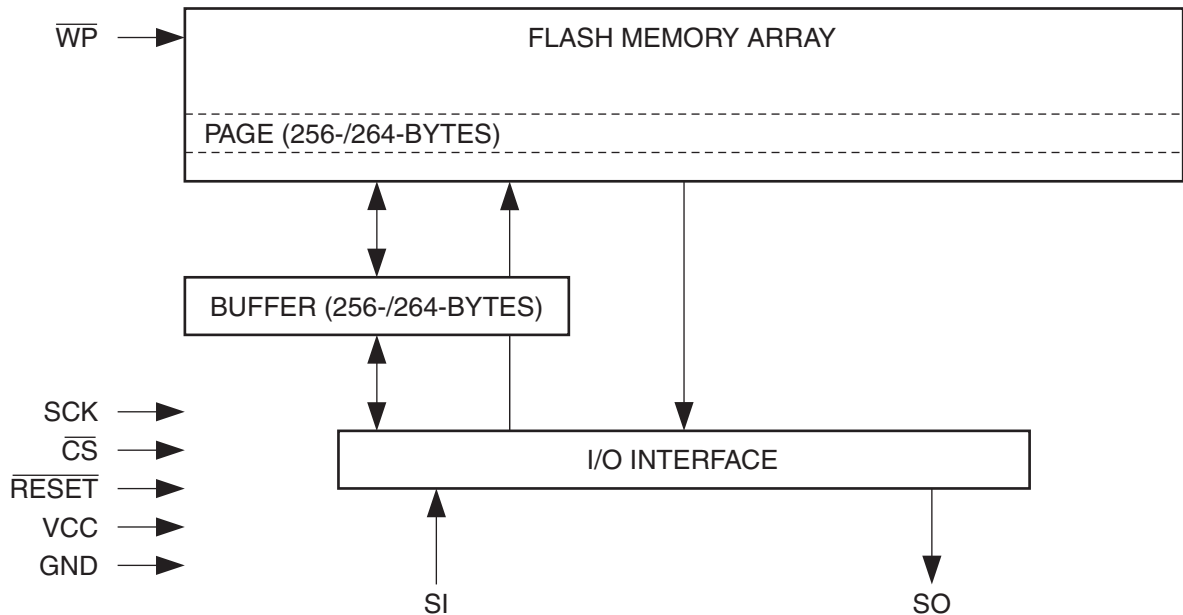 WP
FLASH MEMORY ARRAY
PAGE (256-/264-BYTES)
BUFFER (256-/264-BYTES)
SCK
CS
RESET
VCC
GND
I/O INTERFACE
SI
SO